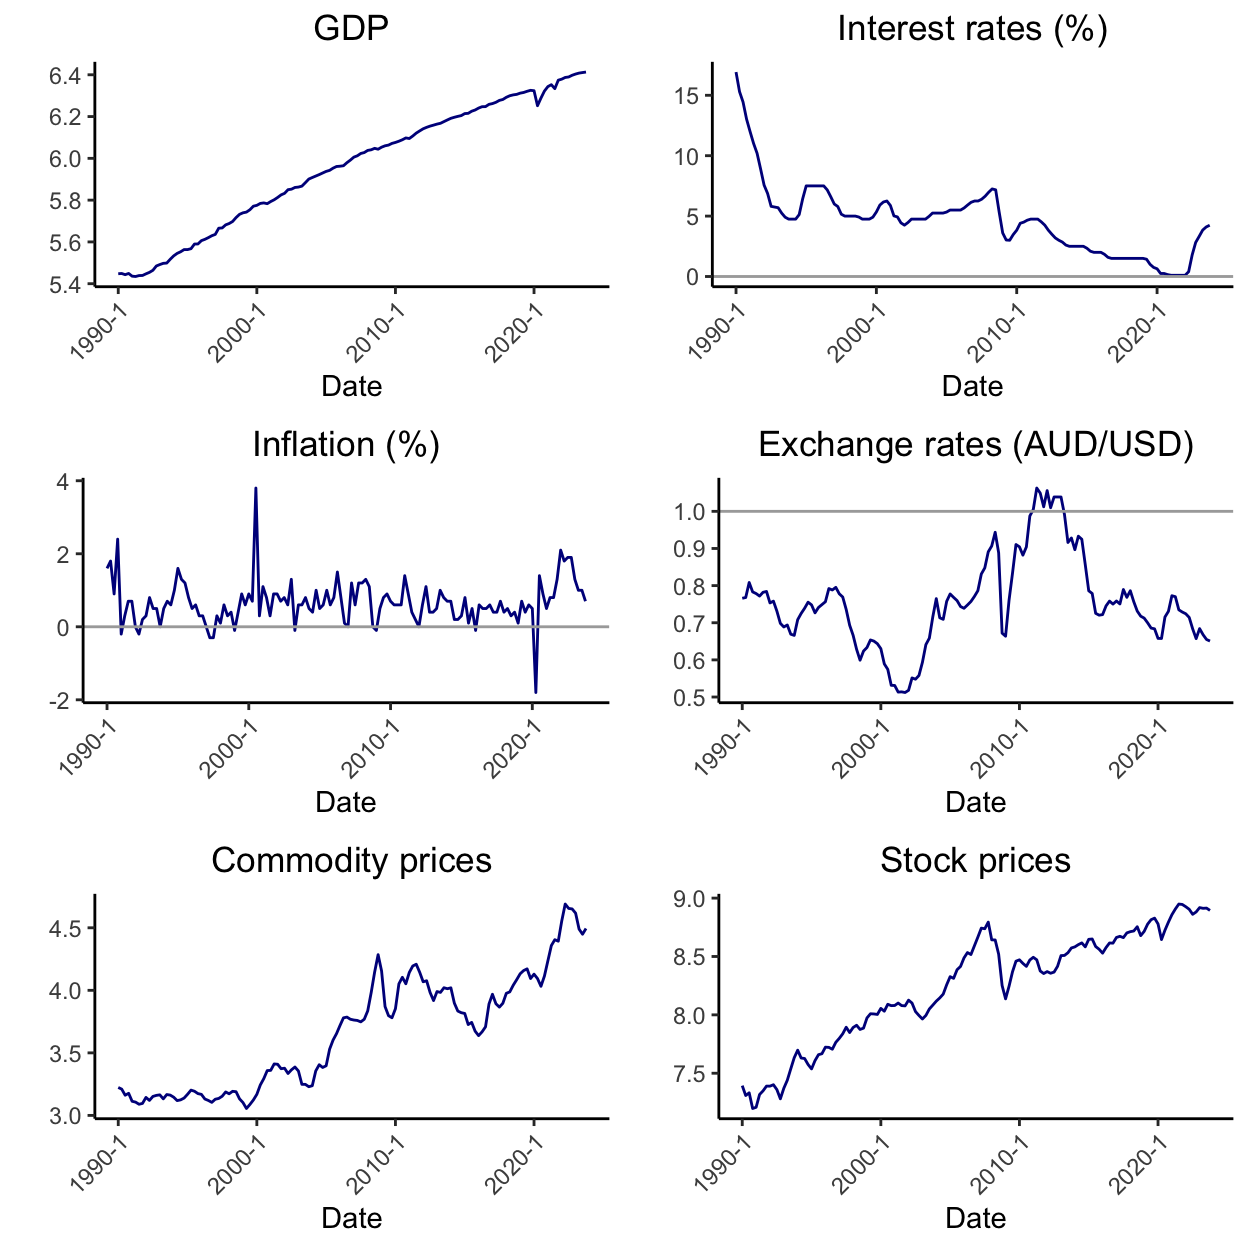 GDP
6.4
6.2
6.0
5.8
5.6
5.4
1990-1 2000-1 2010-1 2020-1
Date
Interest rates (%)
15
10
5
0
1990-1 2000-1 2010-1 2020-1
Date
Inflation (%)
4
2
0
-2
1990-1 2000-1 2010-1 2020-1
Date
Exchange rates (AUD/USD)
1.0
0.9
0.8
0.7
0.6
0.5
1990-1 2000-1 2010-1 2020-1
Date
Commodity prices
4.5
4.0
3.5
3.0
1990-1 2000-1 2010-1 2020-1
Date
Stock prices
9.0
8.5
8.0
7.5
1990-1 2000-1 2010-1 2020-1
Date